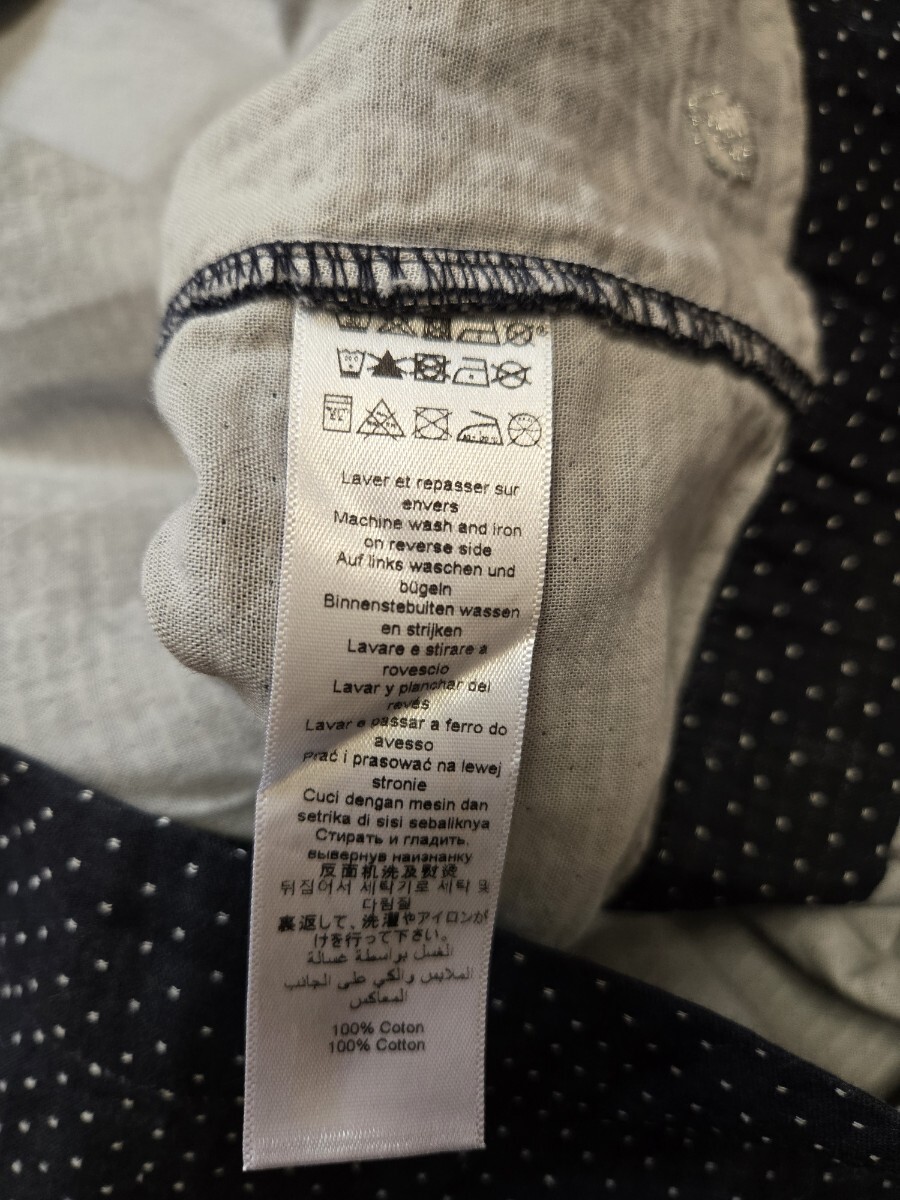 Laver et repasser sur
envers
Machine wash and iron
on reverse side
Auf links waschen und
bügeln
Binnenstebuiten wassen
en strijken
Lavare e stirare a
rovescio
Lavar y planchar del
revés
Lavar e passar a ferro do
avesso
Prać i prasować na lewej
stronie
Cuci dengan mesin dan
setrika di sisi sebaliknya
Стирать и гладить,
вывернув наизнанку
反面机洗及熨烫
뒤집어서 세탁기로 세탁 및
다림질
裏返して、洗濯やアイロンが
けを行って下さい。
الغسل بواسطة غسالة
الملابس والكي على الجانب
المعاكس
100% Coton
100% Cotton